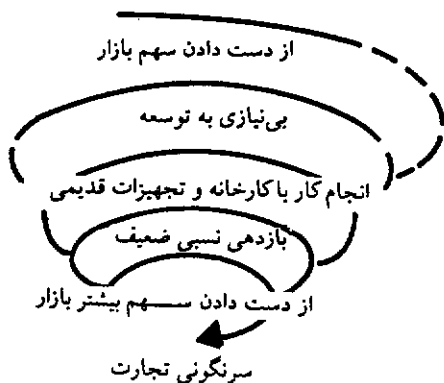 از دست دادن سهم بازار
بی‌نیازی به توسعه
انجام کار با کارخانه و تجهیزات قدیمی
بازدهی نسبی ضعیف
از دست دادن سهم بیشتر بازار
سرنگونی تجارت